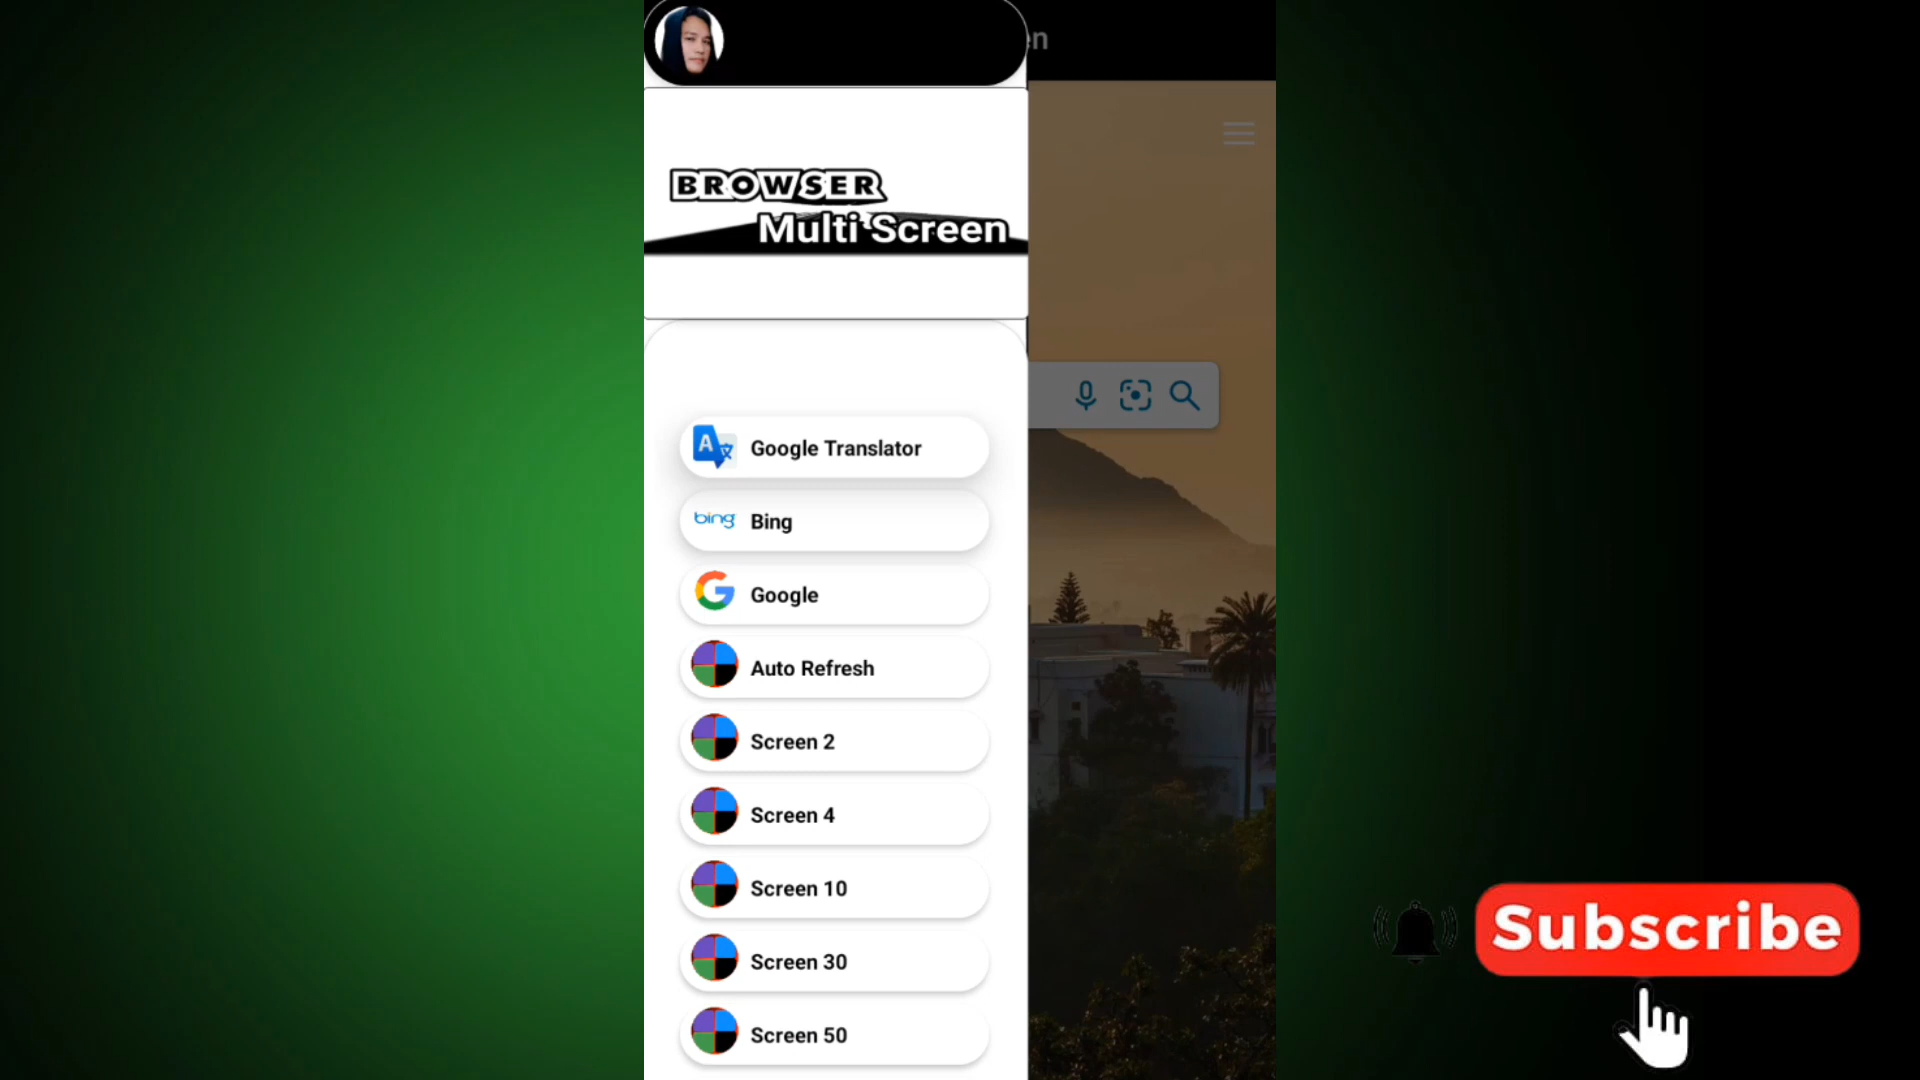 en
BROWSER
Multi Screen
Google Translator
bing
Bing
Google
Auto Refresh
Screen 2
Screen 4
Screen 10
Screen 30
Screen 50
Subscribe